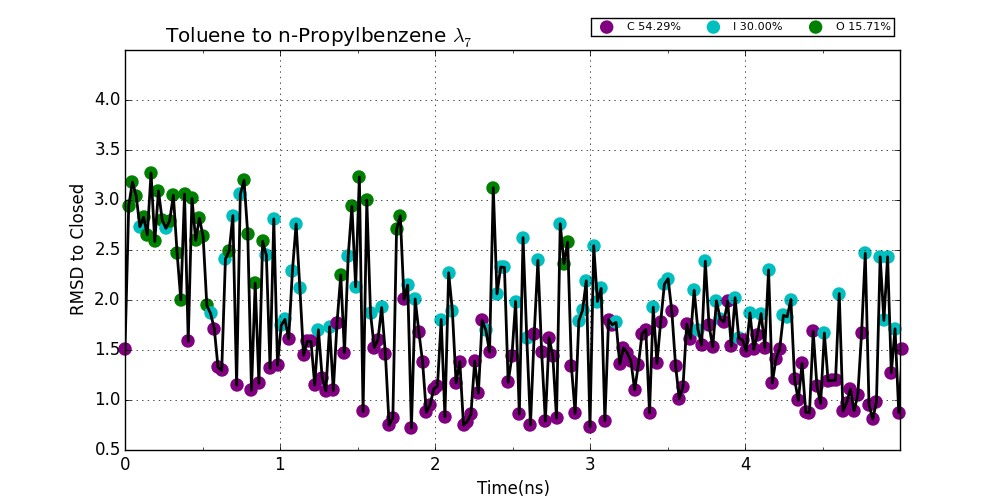 Toluene to n-Propylbenzene λ7
C 54.29% I 30.00% O 15.71%
RMSD to Closed
4.0
3.5
3.0
2.5
2.0
1.5
1.0
0.5
0 1 2 3 4
Time(ns)